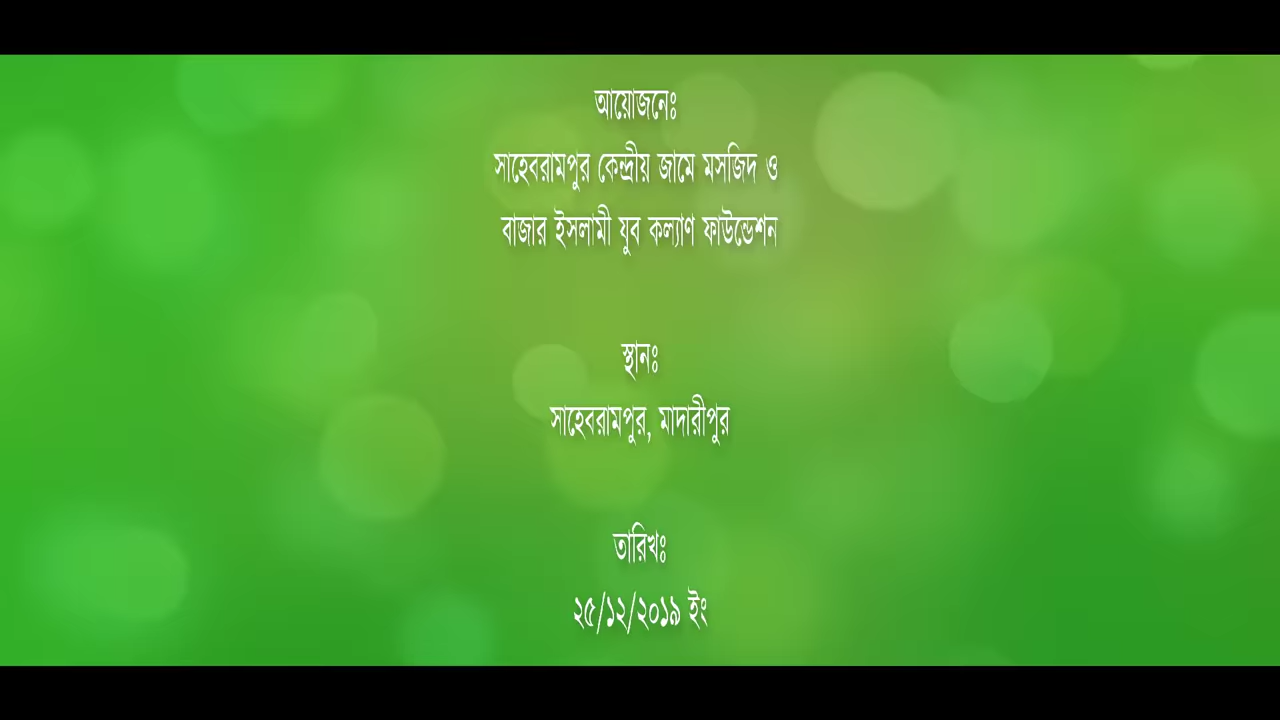 আয়োজনেঃ
সাহেবরামপুর কেন্দ্রীয় জামে মসজিদ ও
বাজার ইসলামী যুব কল্যাণ ফাউন্ডেশন
স্থানঃ
সাহেবরামপুর, মাদারীপুর
তারিখঃ
২৫/১২/২০১৯ ইং